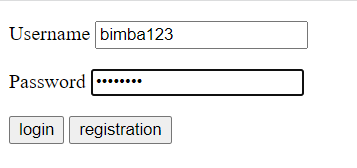 Username bimba123
Password ••••••••
login registration